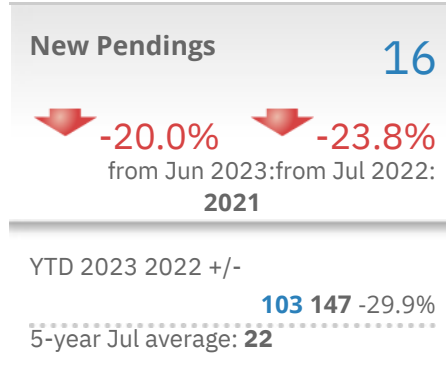 New Pendings
16
-20.0% -23.8%
from Jun 2023:from Jul 2022:
2021
YTD 2023 2022 +/-
103 147 -29.9%
5-year Jul average: 22